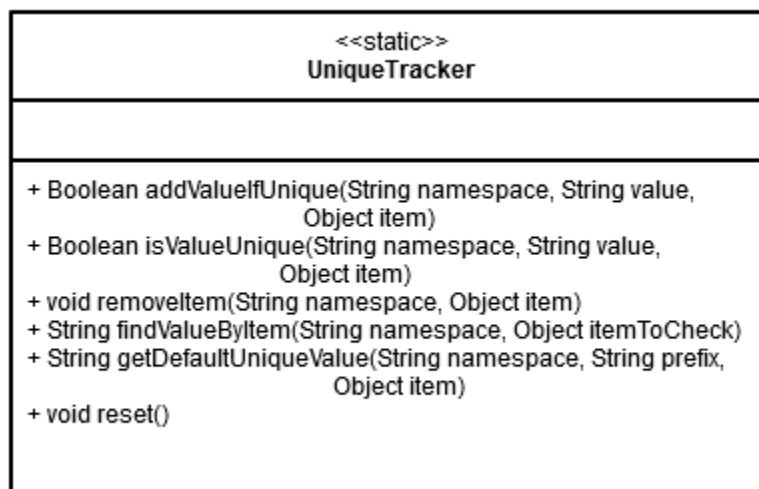 <<static>>
UniqueTracker
+ Boolean addValueIfUnique(String namespace, String value,
Object item)
+ Boolean isValueUnique(String namespace, String value,
Object item)
+ void removeItem(String namespace, Object item)
+ String findValueByItem(String namespace, Object itemToCheck)
+ String getDefaultUniqueValue(String namespace, String prefix,
Object item)
+ void reset()